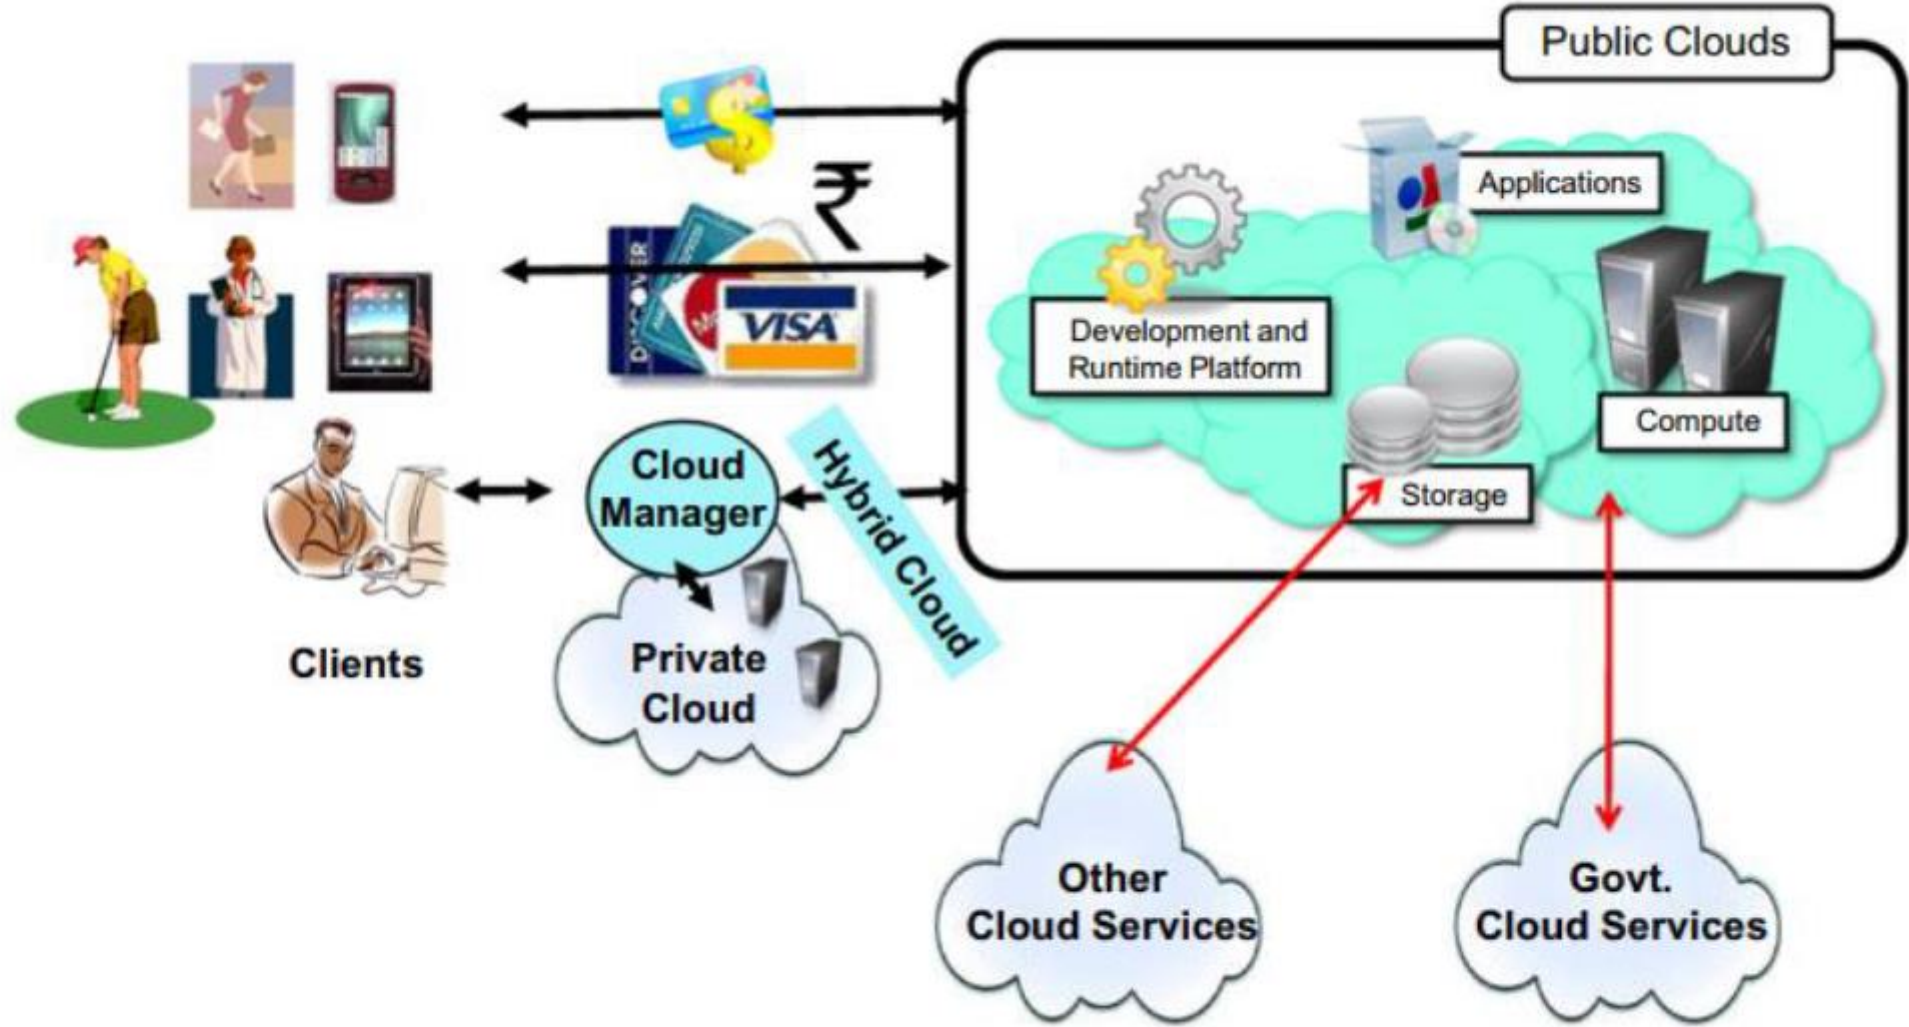 Public Clouds
Applications
Development and
Runtime Platform
Compute
Storage
₹
DISCOVER
VISA
Cloud
Manager
Hybrid Cloud
Private
Cloud
Clients
Other
Cloud Services
Govt.
Cloud Services